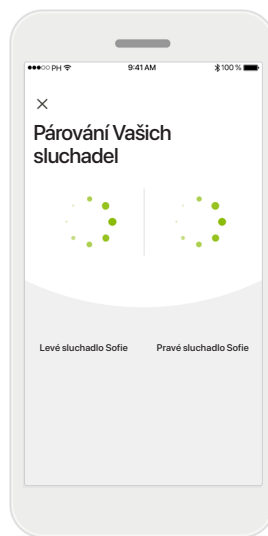 PH 9:41 AM 100 %
×
Párování Vašich
sluchadel
Levé sluchadlo Sofie Pravé sluchadlo Sofie